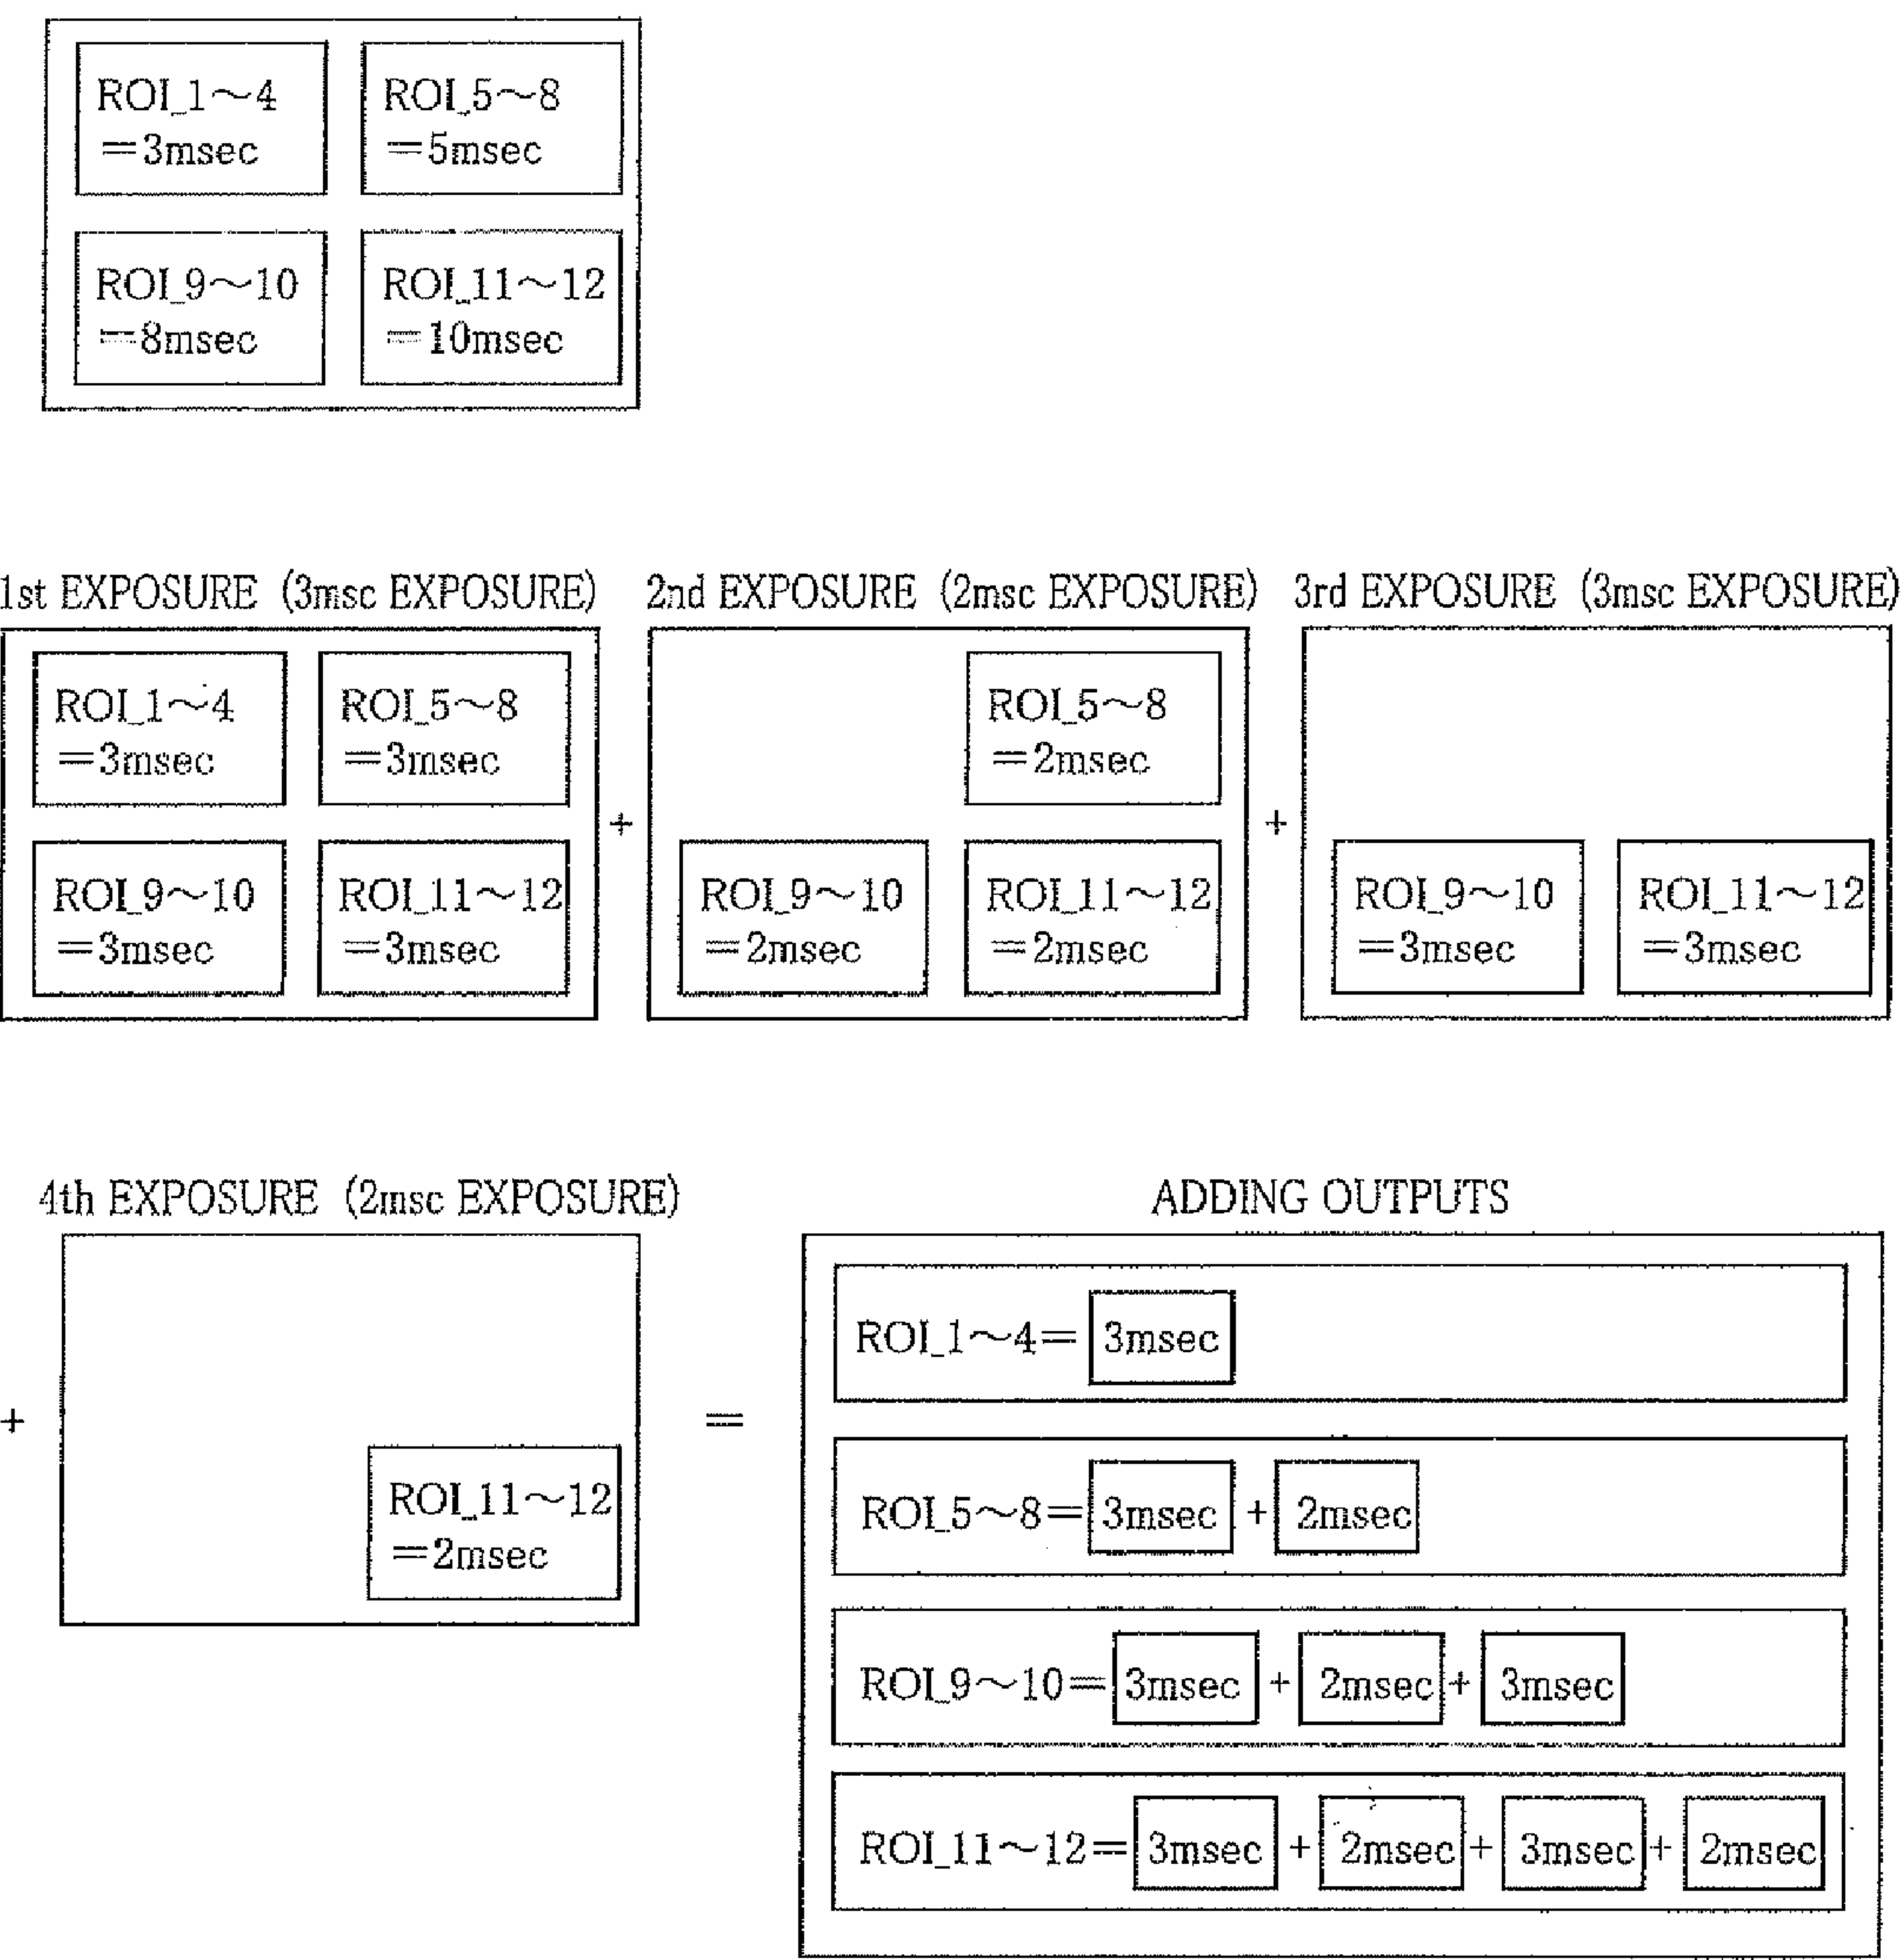 ROI_1～4
=3msec
ROI_5～8
=5msec
ROI_9～10
=8msec
ROI_11～12
=10msec
1st EXPOSURE (3msc EXPOSURE)
2nd EXPOSURE (2msc EXPOSURE)
3rd EXPOSURE (3msc EXPOSURE)
ROI_1～4
=3msec
ROI_5～8
=3msec
ROI_9～10
=3msec
ROI_11～12
=3msec
+
ROI_5～8
=2msec
ROI_9～10
=2msec
ROI_11～12
=2msec
+
ROI_9～10
=3msec
ROI_11～12
=3msec
4th EXPOSURE (2msc EXPOSURE)
+
ROI_11～12
=2msec
=
ADDING OUTPUTS
ROI_1～4= 3msec
ROI_5～8= 3msec + 2msec
ROI_9～10= 3msec + 2msec + 3msec
ROI_11～12= 3msec + 2msec + 3msec + 2msec